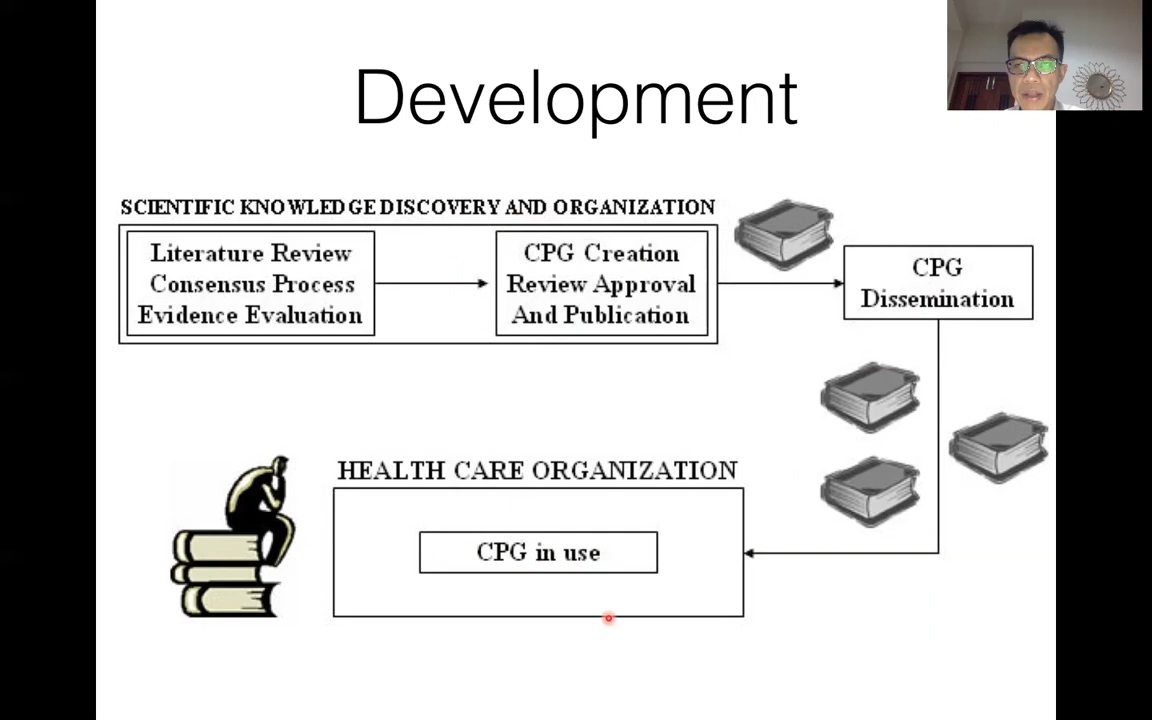 Development
SCIENTIFIC KNOWLEDGE DISCOVERY AND ORGANIZATION
Literature Review
Consensus Process
Evidence Evaluation
CPG Creation
Review Approval
And Publication
CPG
Dissemination
HEALTH CARE ORGANIZATION
CPG in use